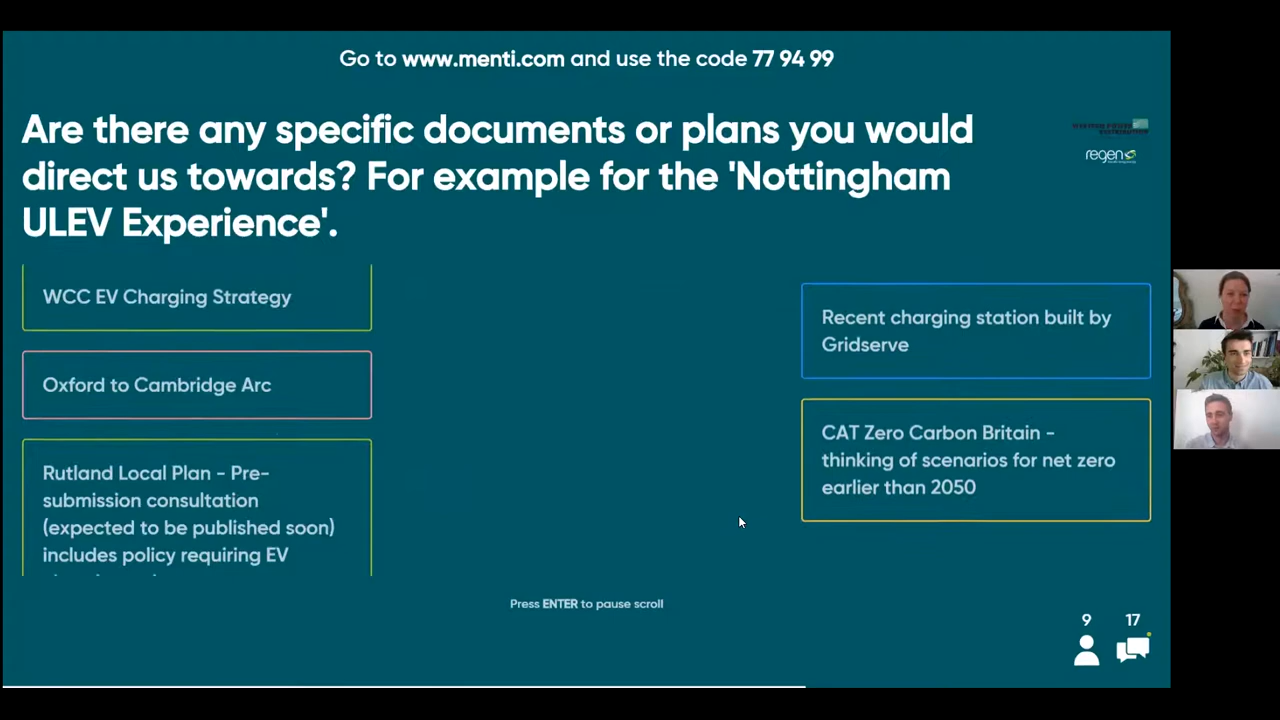 Go to www.menti.com and use the code 77 94 99
Are there any specific documents or plans you would
direct us towards? For example for the 'Nottingham
ULEV Experience'.
regen
WCC EV Charging Strategy
Oxford to Cambridge Arc
Rutland Local Plan - Pre-
submission consultation
(expected to be published soon)
includes policy requiring EV
Recent charging station built by
Gridserve
CAT Zero Carbon Britain -
thinking of scenarios for net zero
earlier than 2050
Press ENTER to pause scroll
9 17